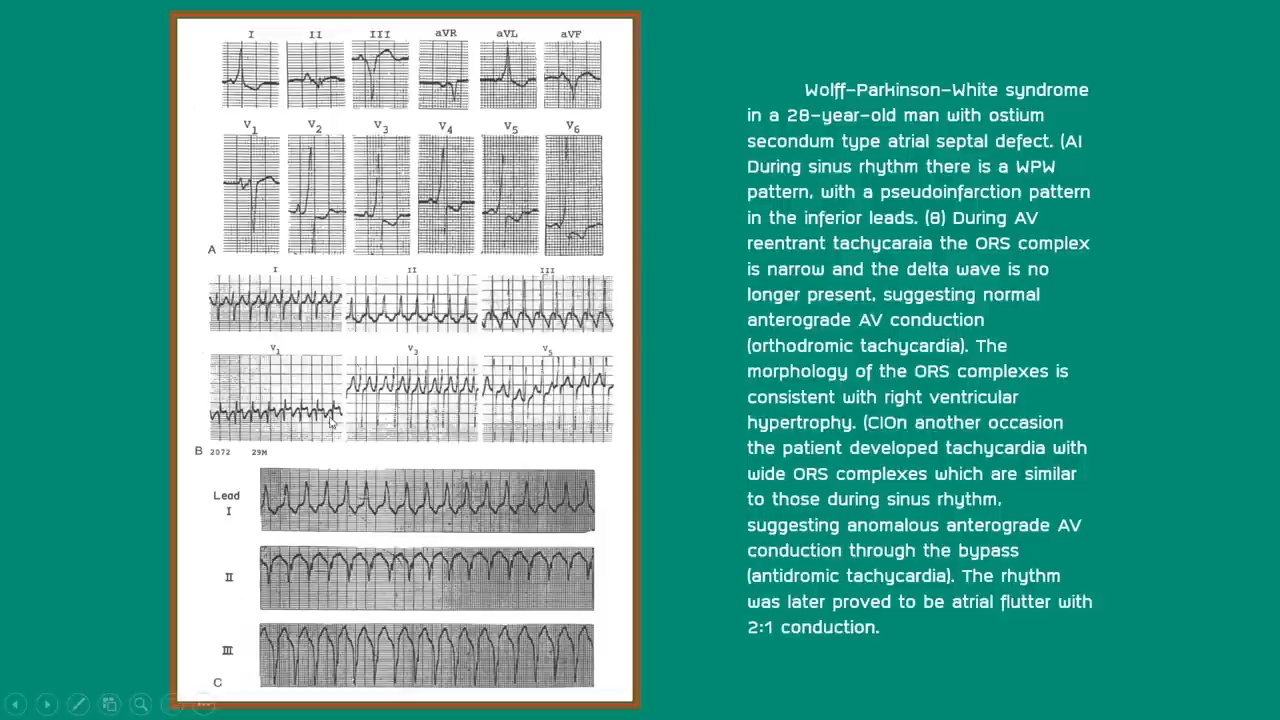 I II III aVR aVL aVF
V1 V2 V3 V4 V5 V6
A
I II III
V1 V3 V5
B 2072 29M
Lead
I
II
III
C
Wolff-Parkinson-White syndrome
in a 28-year-old man with ostium
secondum type atrial septal defect. (AI
During sinus rhythm there is a WPW
pattern, with a pseudoinfarction pattern
in the inferior leads. (8) During AV
reentrant tachycaraia the ORS complex
is narrow and the delta wave is no
longer present, suggesting normal
anterograde AV conduction
(orthodromic tachycardia). The
morphology of the ORS complexes is
consistent with right ventricular
hypertrophy. (CIOn another occasion
the patient developed tachycardia with
wide ORS complexes which are similar
to those during sinus rhythm,
suggesting anomalous anterograde AV
conduction through the bypass
(antidromic tachycardia). The rhythm
was later proved to be atrial flutter with
2:1 conduction.